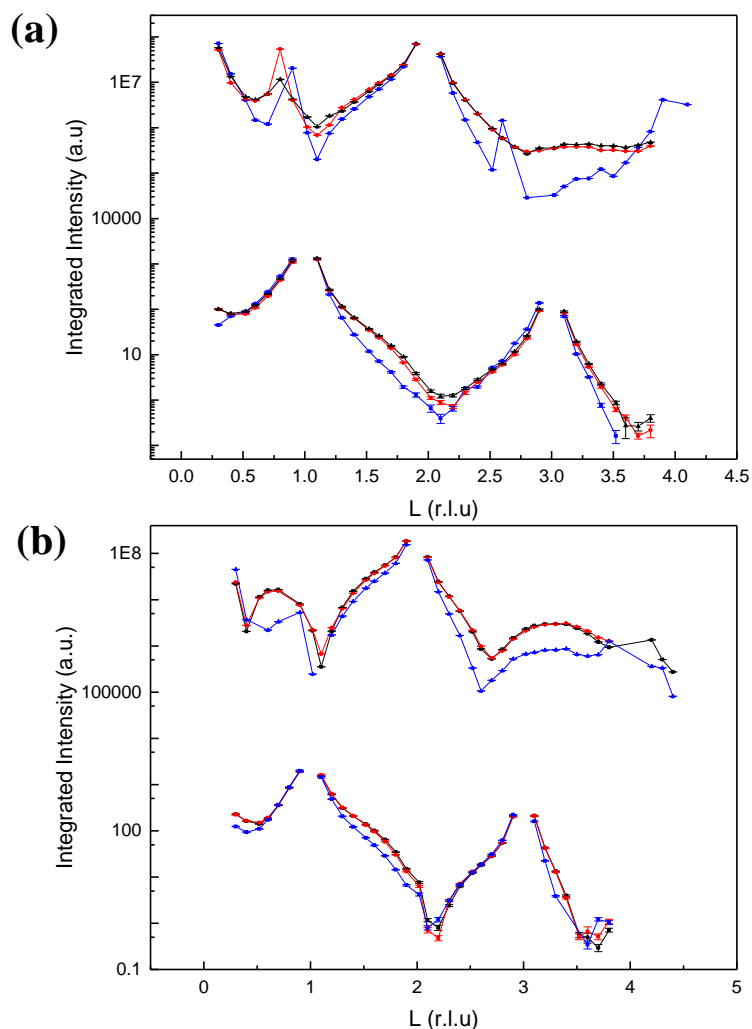 (a)
Integrated Intensity (a.u)
1E7
10000
10
0.0 0.5 1.0 1.5 2.0 2.5 3.0 3.5 4.0 4.5
L (r.l.u)
(b)
Integrated Intensity (a.u.)
1E8
100000
100
0.1
0 1 2 3 4 5
L (r.l.u)